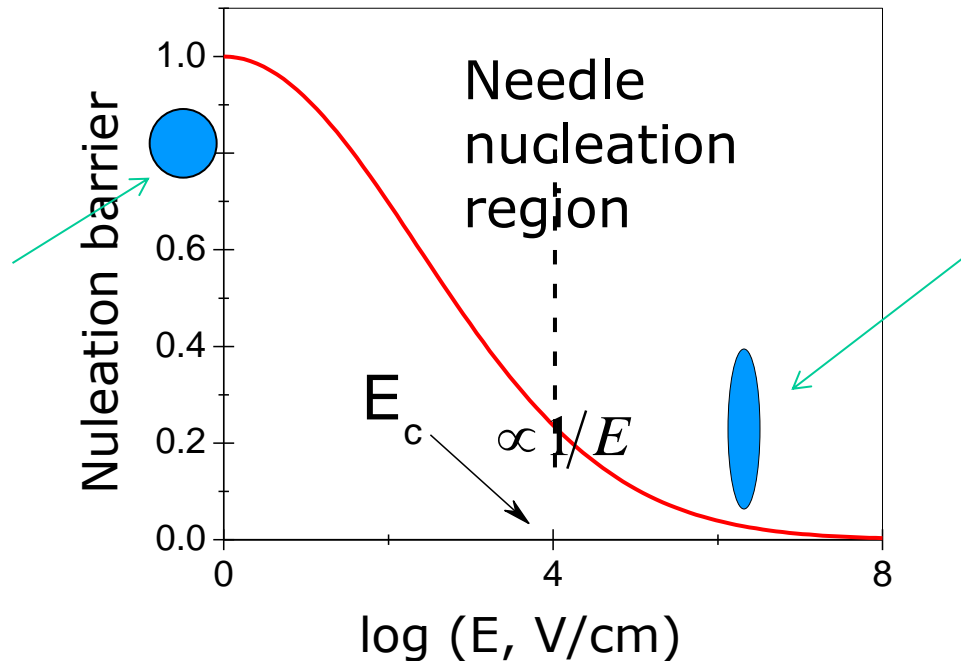 Nuleation barrier
1.0
0.6
0.4
0.2
0.0
Needle
nucleation
region
E_c
∝ 1/E
0
4
8
log (E, V/cm)